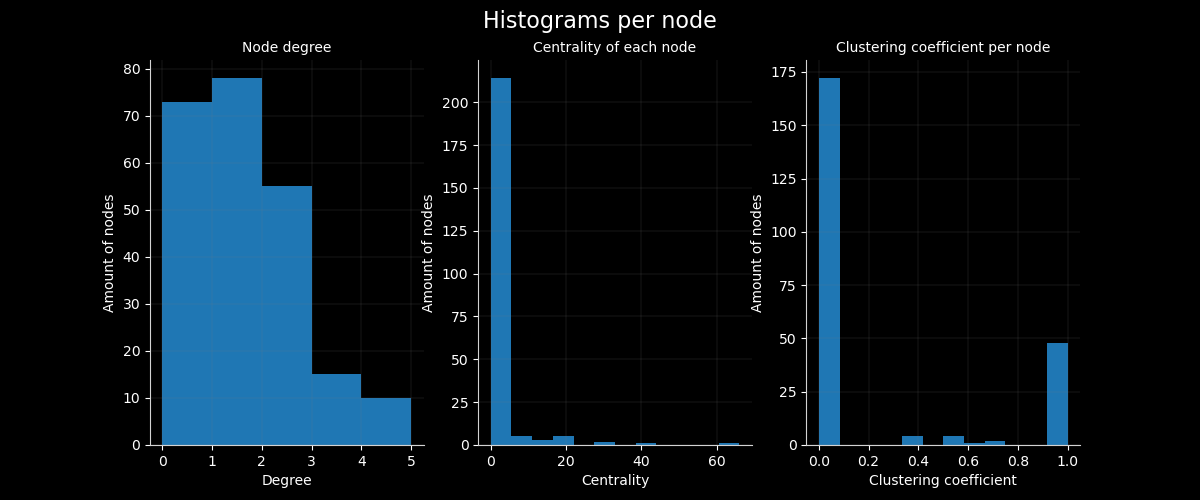 Histograms per node
Node degree
Centrality of each node
Clustering coefficient per node
80
70
60
50
40
30
20
10
0
Amount of nodes
0 1 2 3 4 5
Degree
200
175
150
125
100
75
50
25
0
Amount of nodes
0 20 40 60
Centrality
175
150
125
100
75
50
25
0
Amount of nodes
0.0 0.2 0.4 0.6 0.8 1.0
Clustering coefficient